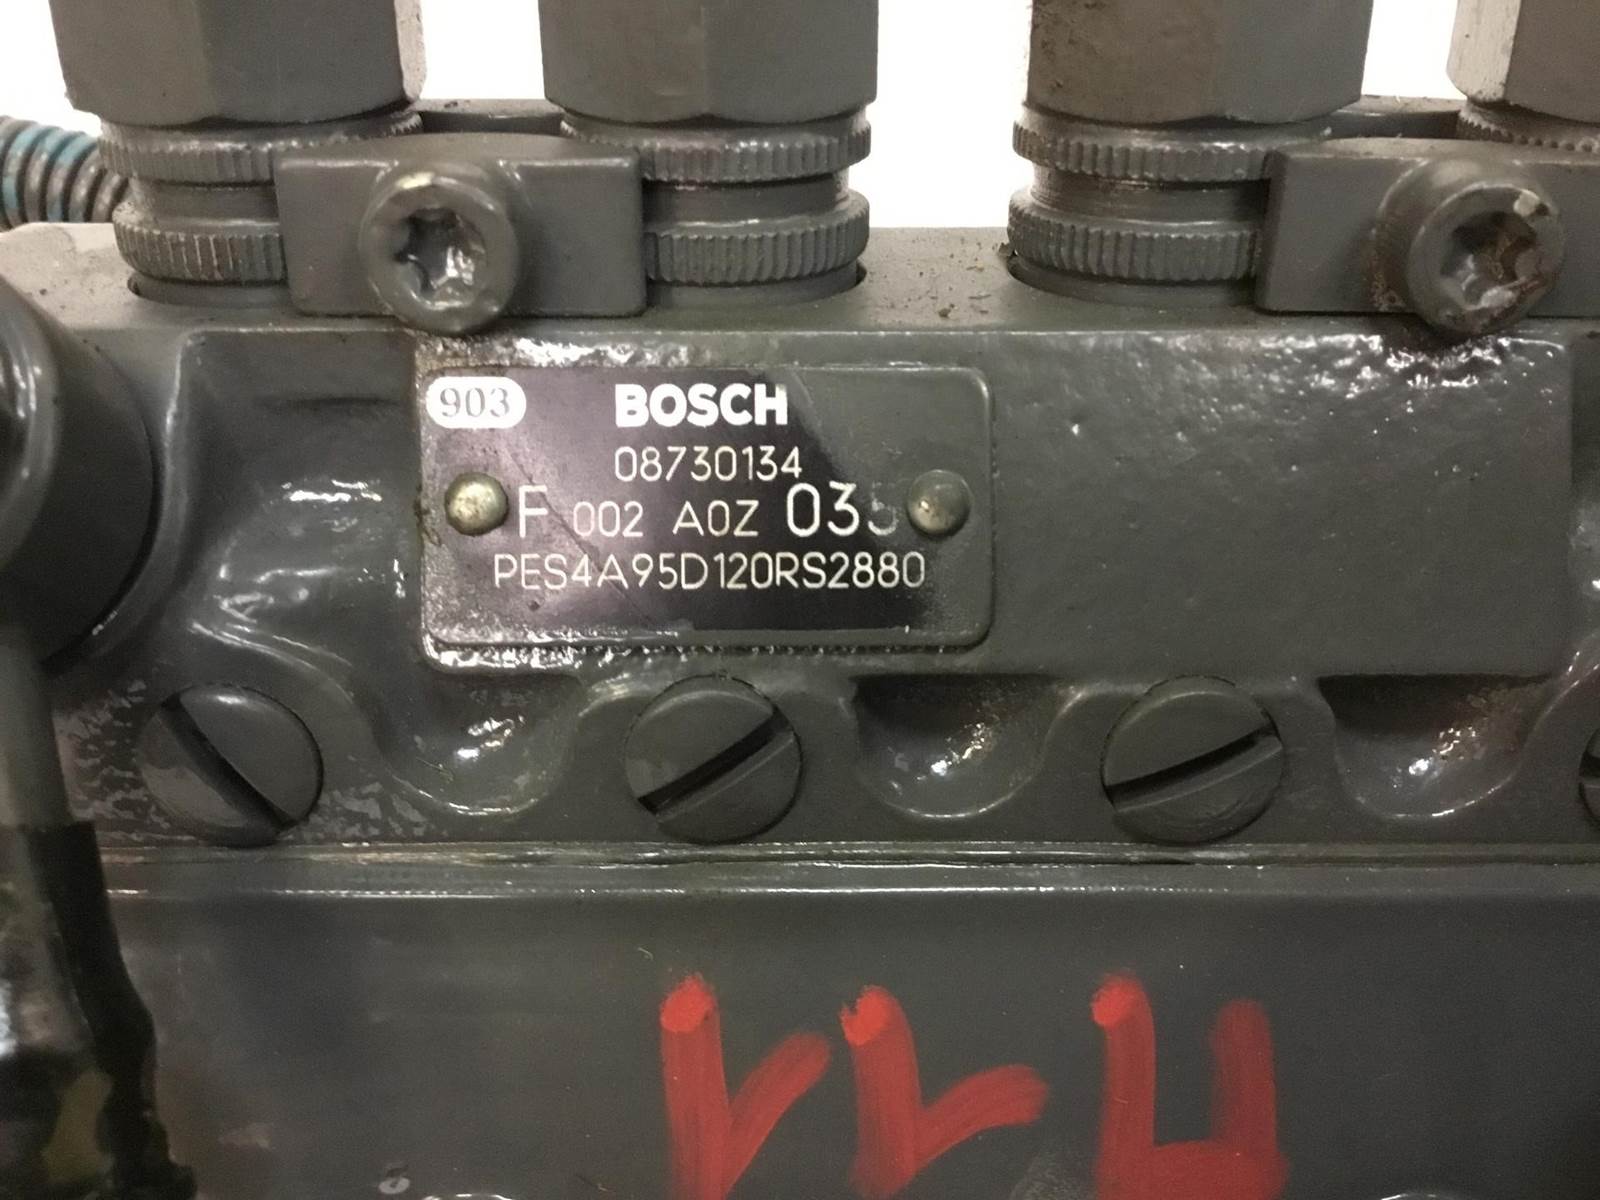 903 BOSCH
08730134
F 002 A0Z 03
PES4A95D120RS2880